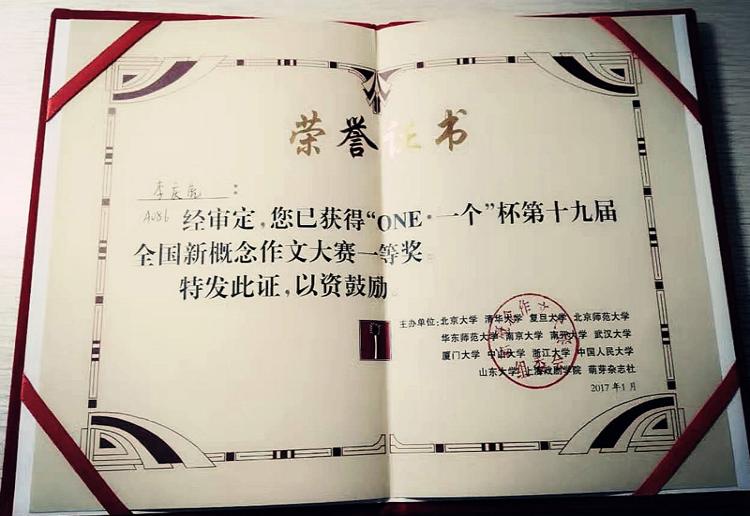 荣誉证书
李庆
A086
经审定，您已获得“ONE·一个”杯第十九届
全国新概念作文大赛一等奖。
特发此证，以资鼓励。
主办单位：北京大学 清华大学 复旦大学 北京师范大学
华东师范大学 南京大学 南开大学 武汉大学
厦门大学 中山大学 浙江大学 中国人民大学
山东大学 上海戏剧学院 萌芽杂志社
2017年1月
组委会